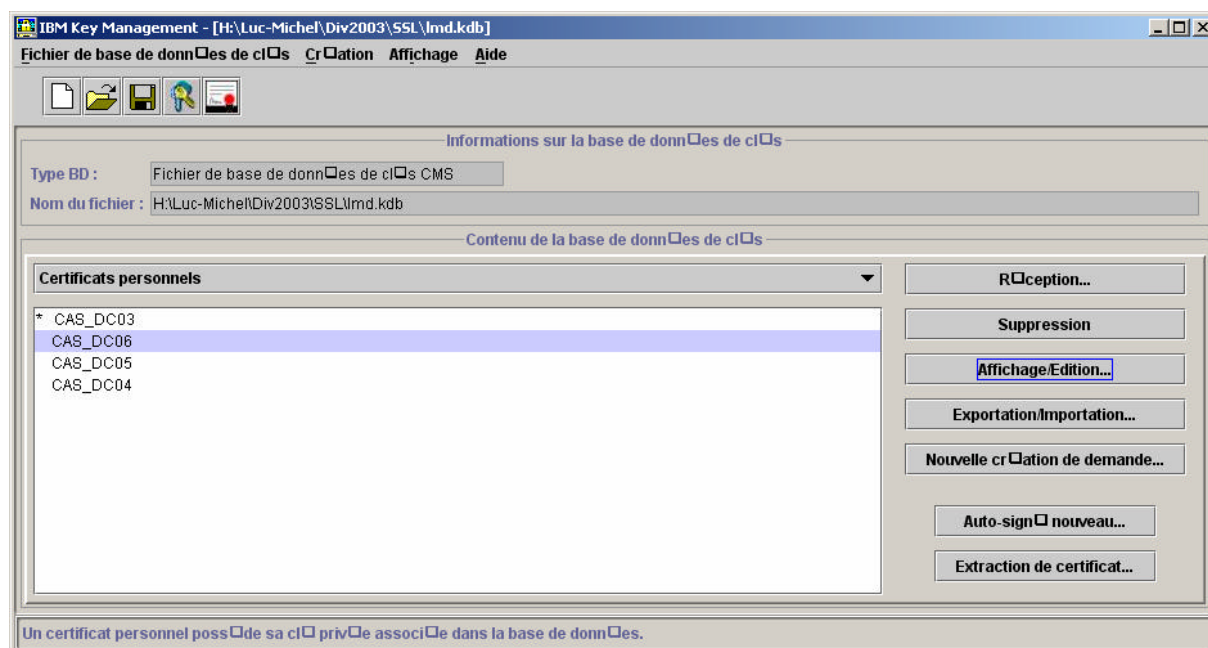 IBM Key Management - [H:\Luc-Michel\Div2003\SSL\lmd.kdb]
Fichier de base de donn□es de cl□s Cr□ation Affichage Aide
Informations sur la base de donn□es de cl□s
Type BD : Fichier de base de donn□es de cl□s CMS
Nom du fichier : H:\Luc-Michel\Div2003\SSL\lmd.kdb
Contenu de la base de donn□es de cl□s
Certificats personnels
* CAS_DC03
CAS_DC06
CAS_DC05
CAS_DC04
R□ception...
Suppression
Affichage/Edition...
Exportation/Importation...
Nouvelle cr□ation de demande...
Auto-sign□ nouveau...
Extraction de certificat...
Un certificat personnel poss□de sa cl□ priv□e associ□e dans la base de donn□es.